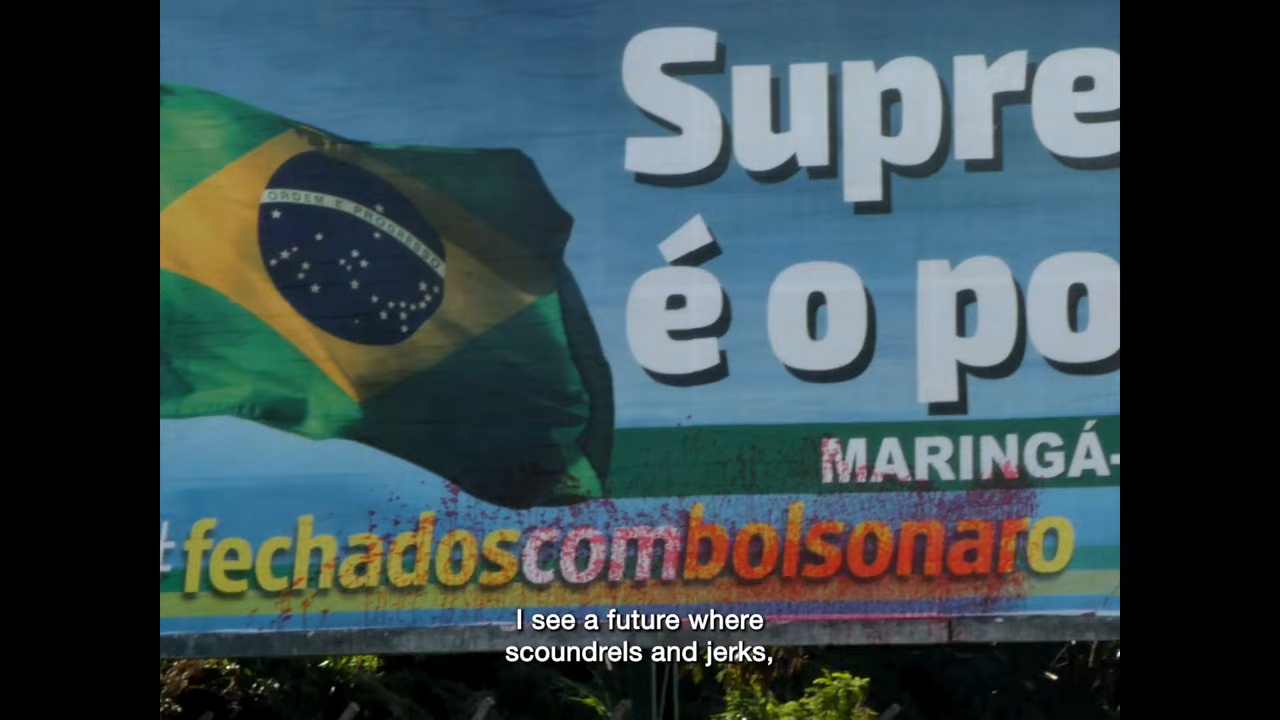 ORDEM E PROGRESSO
Supre
é o po
MARINGÁ-
#fechadoscombolsonaro
I see a future where
scoundrels and jerks,